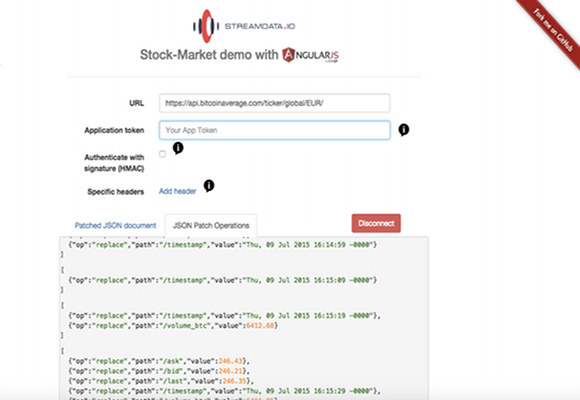 Fork me on GitHub
STREAMDATA.IO
Stock-Market demo with ANGULARJS
URL https://api.bitcoinaverage.com/ticker/global/EUR/
Application token Your App Token
Authenticate with
signature (HMAC)
Specific headers Add header
Patched JSON document JSON Patch Operations Disconnect
{"op":"replace","path":"/timestamp","value":"Thu, 09 Jul 2015 16:14:59 -0000"}
]
[
{"op":"replace","path":"/timestamp","value":"Thu, 09 Jul 2015 16:15:09 -0000"}
]
[
{"op":"replace","path":"/timestamp","value":"Thu, 09 Jul 2015 16:15:19 -0000"},
{"op":"replace","path":"/volume_btc","value":6412.68}
]
[
{"op":"replace","path":"/ask","value":246.43},
{"op":"replace","path":"/bid","value":246.21},
{"op":"replace","path":"/last","value":246.35},
{"op":"replace","path":"/timestamp","value":"Thu, 09 Jul 2015 16:15:29 -0000"},